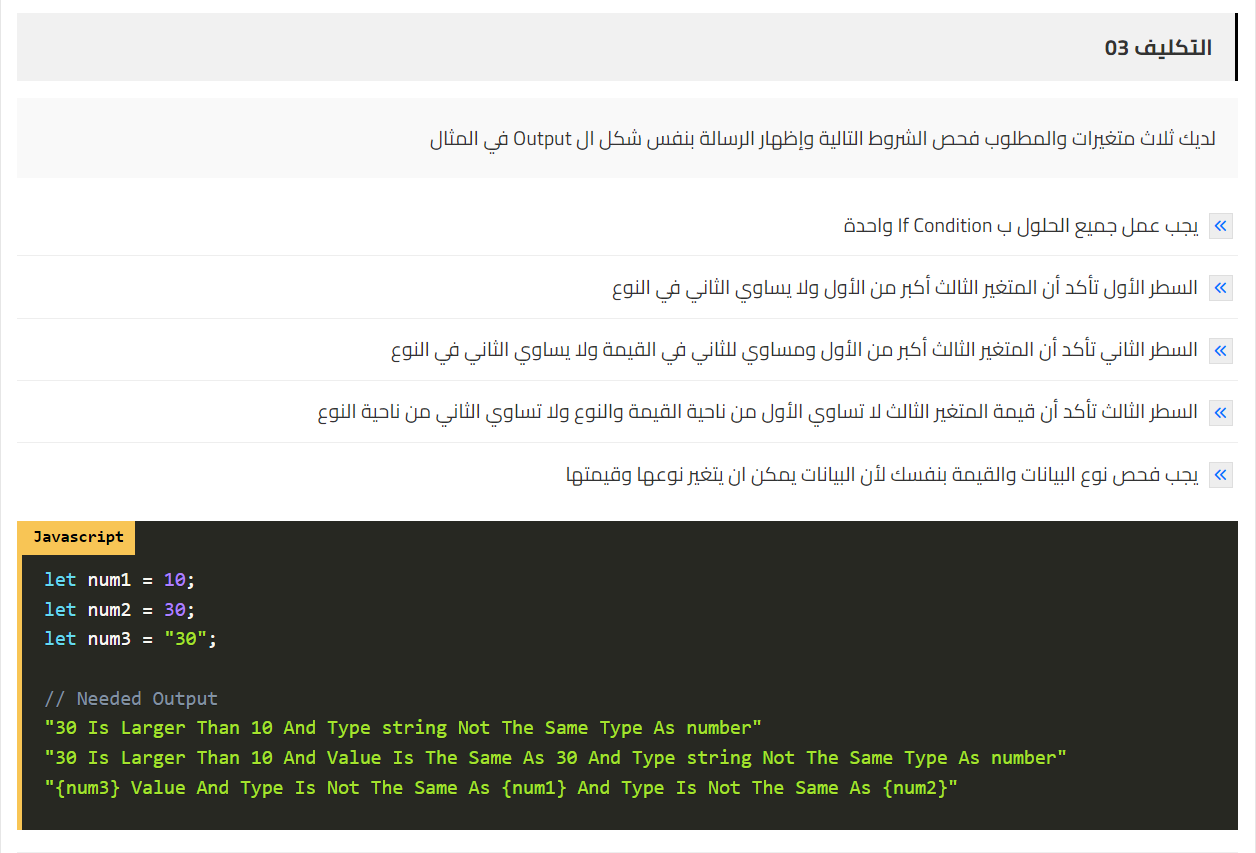 التكليف 03
لديك ثلاث متغيرات والمطلوب فحص الشروط التالية وإظهار الرسالة بنفس شكل ال Output في المثال
يجب عمل جميع الحلول ب If Condition واحدة
السطر الأول تأكد أن المتغير الثالث أكبر من الأول ولا يساوي الثاني في النوع
السطر الثاني تأكد أن المتغير الثالث أكبر من الأول ومساوي للثاني في القيمة ولا يساوي الثاني في النوع
السطر الثالث تأكد أن قيمة المتغير الثالث لا تساوي الأول من ناحية القيمة والنوع ولا تساوي الثاني من ناحية النوع
يجب فحص نوع البيانات والقيمة بنفسك لأن البيانات يمكن ان يتغير نوعها وقيمتها
Javascript
let num1 = 10;
let num2 = 30;
let num3 = "30";
// Needed Output
"30 Is Larger Than 10 And Type string Not The Same Type As number"
"30 Is Larger Than 10 And Value Is The Same As 30 And Type string Not The Same Type As number"
"{num3} Value And Type Is Not The Same As {num1} And Type Is Not The Same As {num2}"